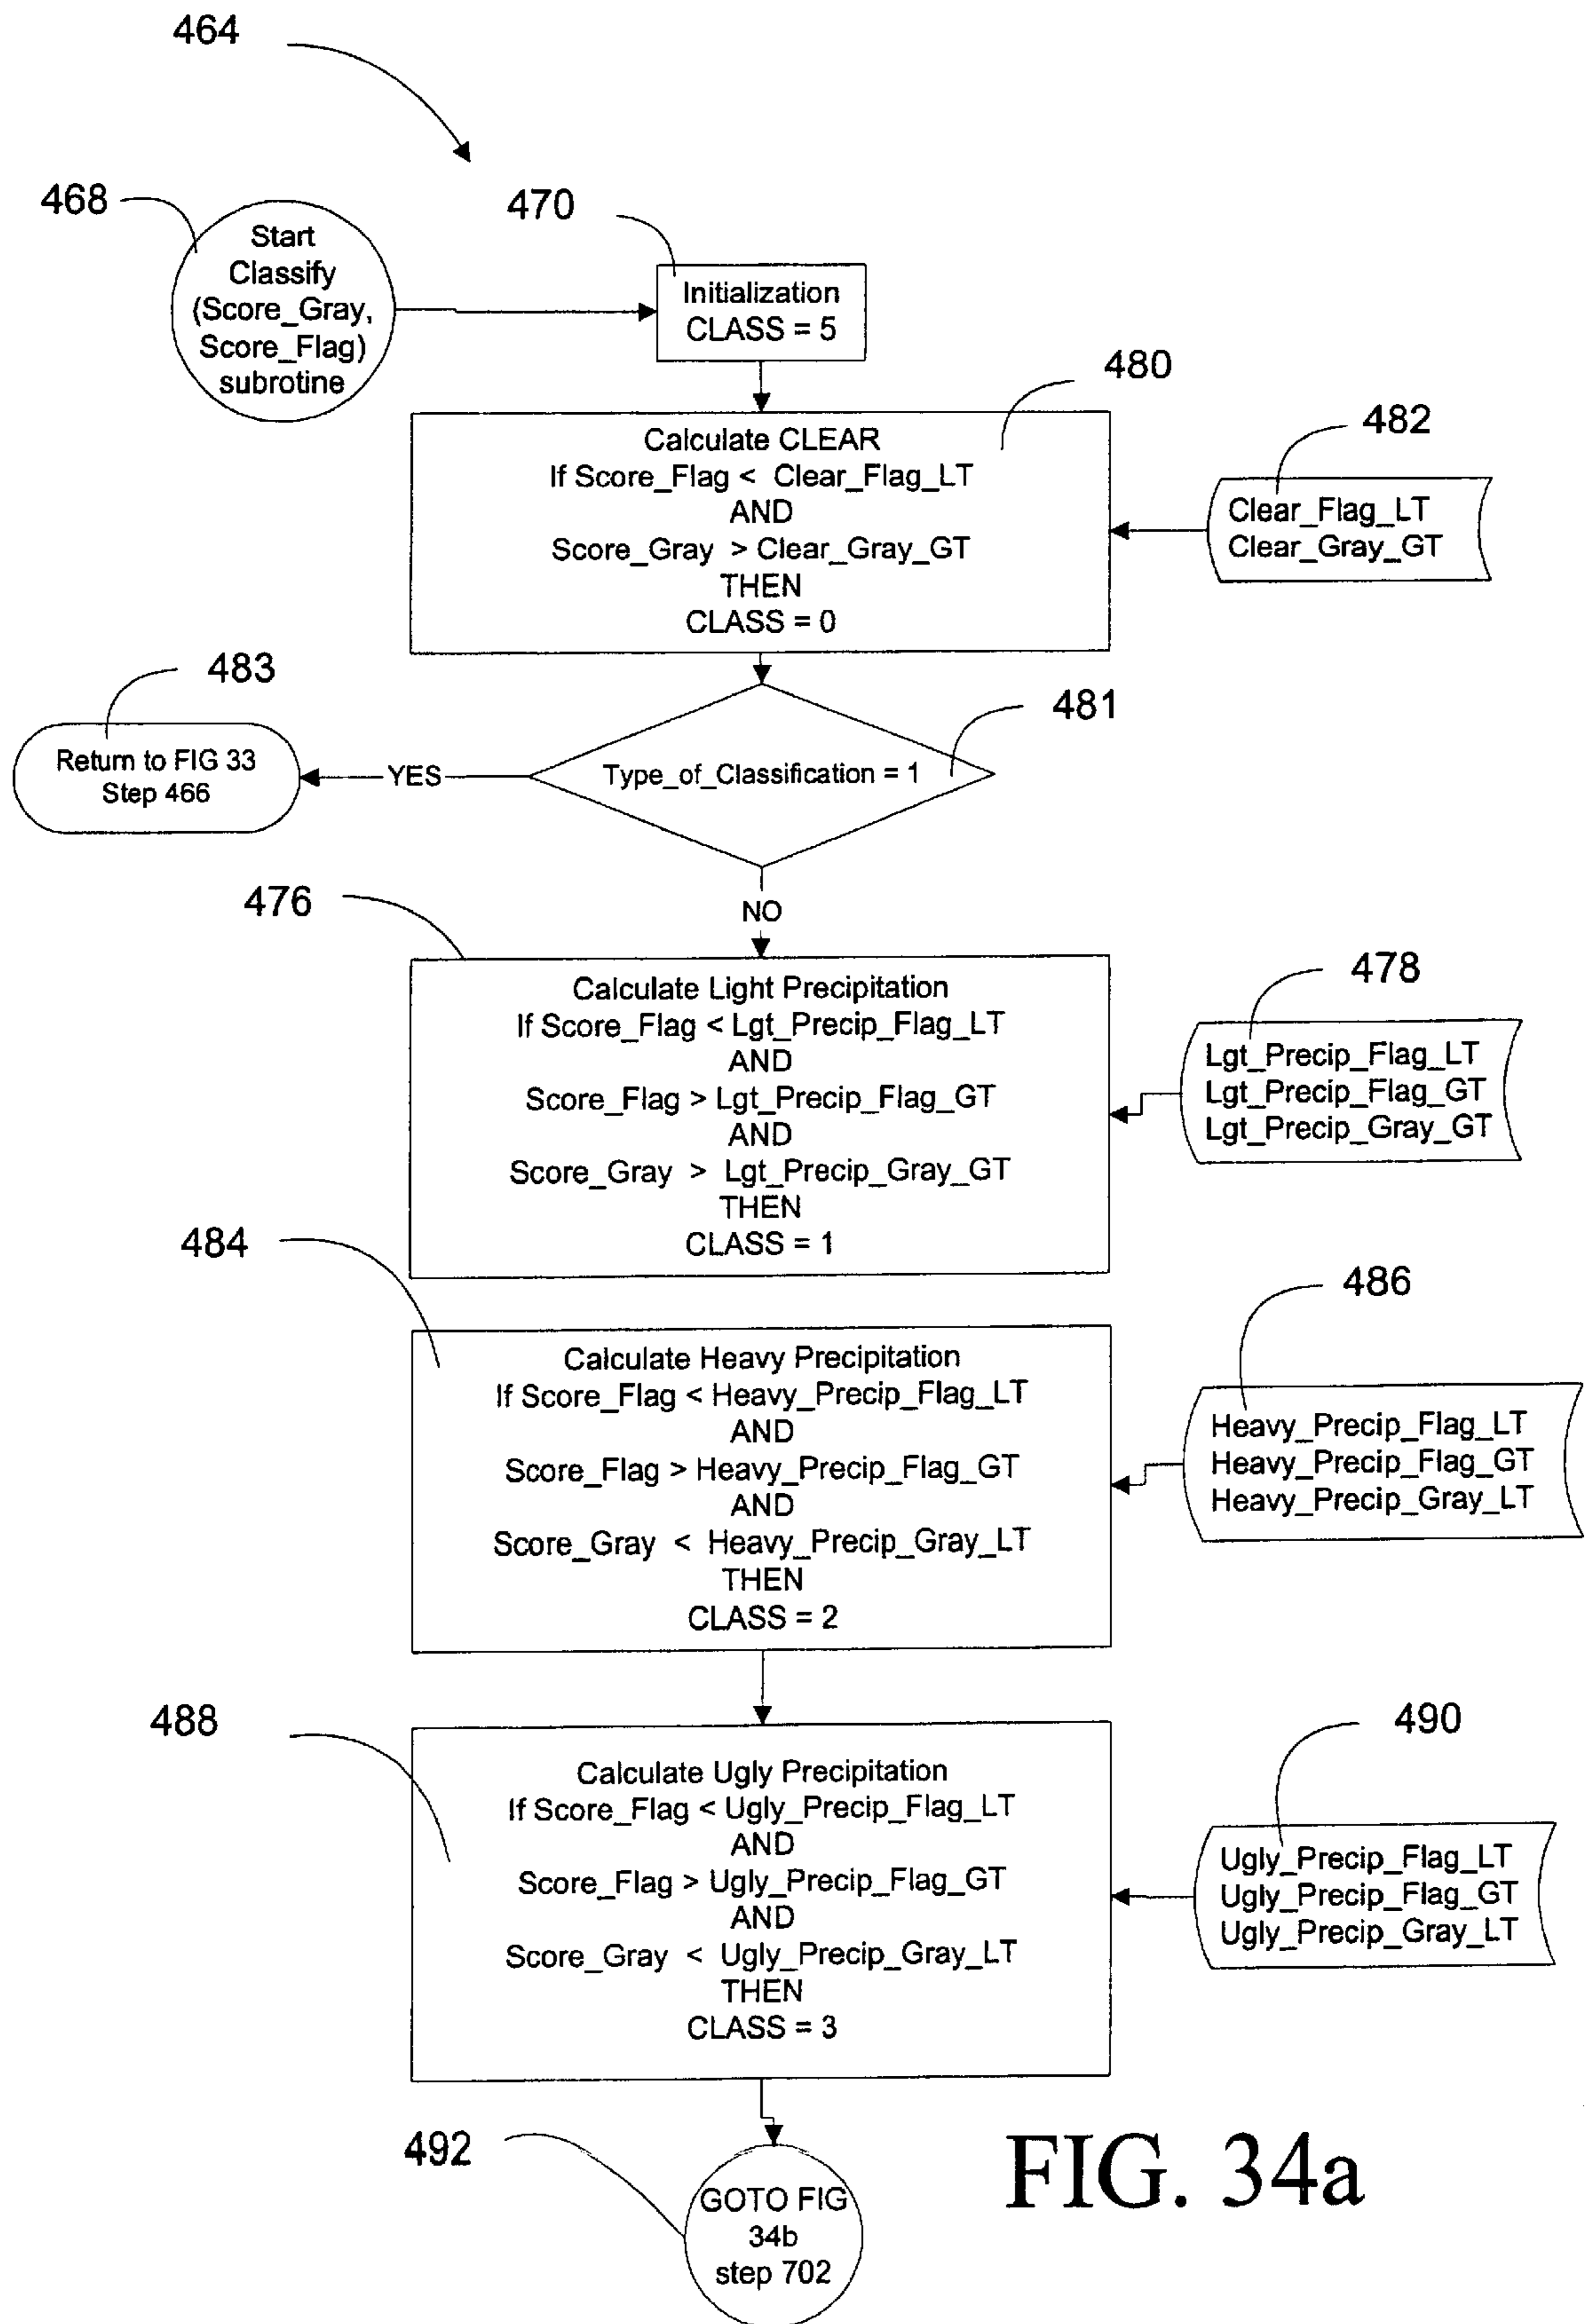 464
468
Start
Classify
(Score_Gray,
Score_Flag)
subrotine
470
Initialization
CLASS = 5
480
Calculate CLEAR
If Score_Flag < Clear_Flag_LT
AND
Score_Gray > Clear_Gray_GT
THEN
CLASS = 0
482
Clear_Flag_LT
Clear_Gray_GT
483
Return to FIG 33
Step 466
YES
481
Type_of_Classification = 1
NO
476
Calculate Light Precipitation
If Score_Flag < Lgt_Precip_Flag_LT
AND
Score_Flag > Lgt_Precip_Flag_GT
AND
Score_Gray > Lgt_Precip_Gray_GT
THEN
CLASS = 1
478
Lgt_Precip_Flag_LT
Lgt_Precip_Flag_GT
Lgt_Precip_Gray_GT
484
Calculate Heavy Precipitation
If Score_Flag < Heavy_Precip_Flag_LT
AND
Score_Flag > Heavy_Precip_Flag_GT
AND
Score_Gray < Heavy_Precip_Gray_LT
THEN
CLASS = 2
486
Heavy_Precip_Flag_LT
Heavy_Precip_Flag_GT
Heavy_Precip_Gray_LT
488
Calculate Ugly Precipitation
If Score_Flag < Ugly_Precip_Flag_LT
AND
Score_Flag > Ugly_Precip_Flag_GT
AND
Score_Gray < Ugly_Precip_Gray_LT
THEN
CLASS = 3
490
Ugly_Precip_Flag_LT
Ugly_Precip_Flag_GT
Ugly_Precip_Gray_LT
492
GOTO FIG
34b
step 702
FIG. 34a